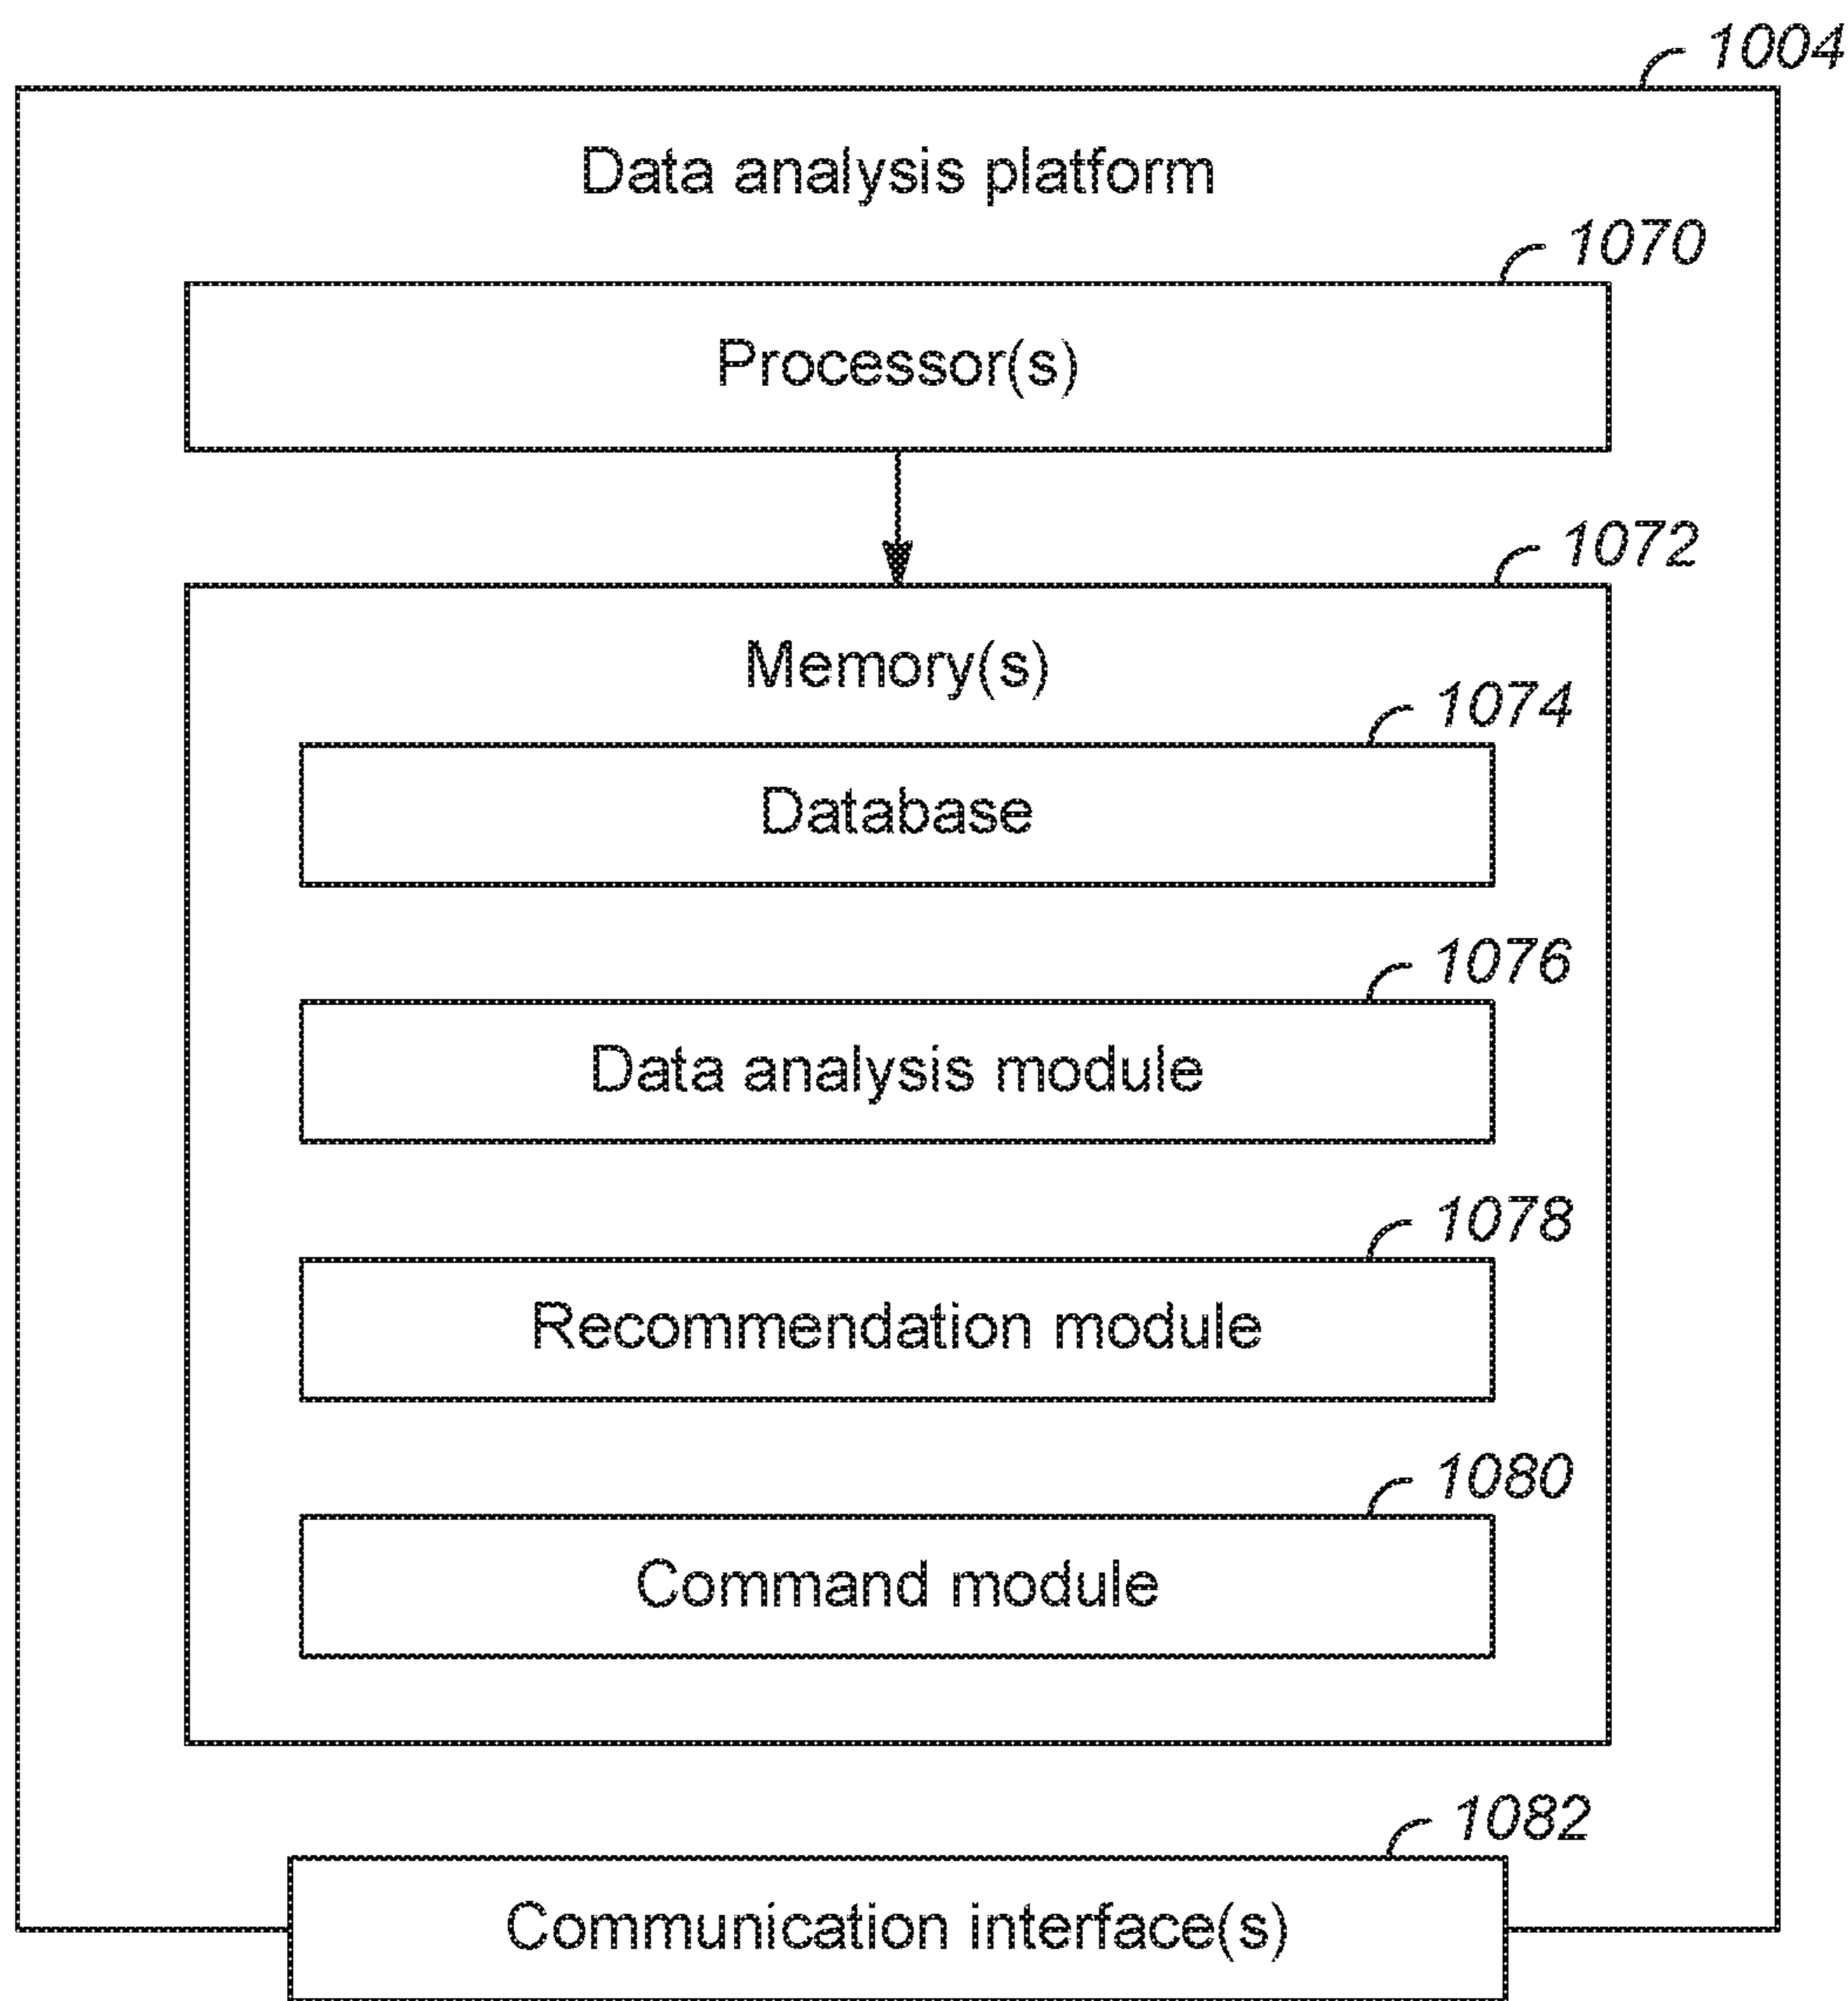 1004
Data analysis platform
1070
Processor(s)
1072
Memory(s)
1074
Database
1076
Data analysis module
1078
Recommendation module
1080
Command module
1082
Communication interface(s)